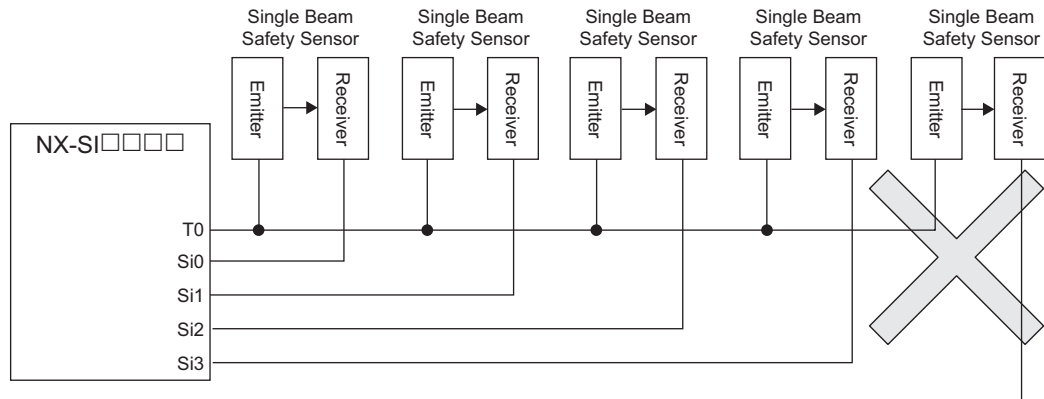 Single Beam Safety Sensor
Single Beam Safety Sensor
Single Beam Safety Sensor
Single Beam Safety Sensor
Single Beam Safety Sensor
Emitter
Receiver
Emitter
Receiver
Emitter
Receiver
Emitter
Receiver
Emitter
Receiver
NX-SI□□□□
T0
Si0
Si1
Si2
Si3